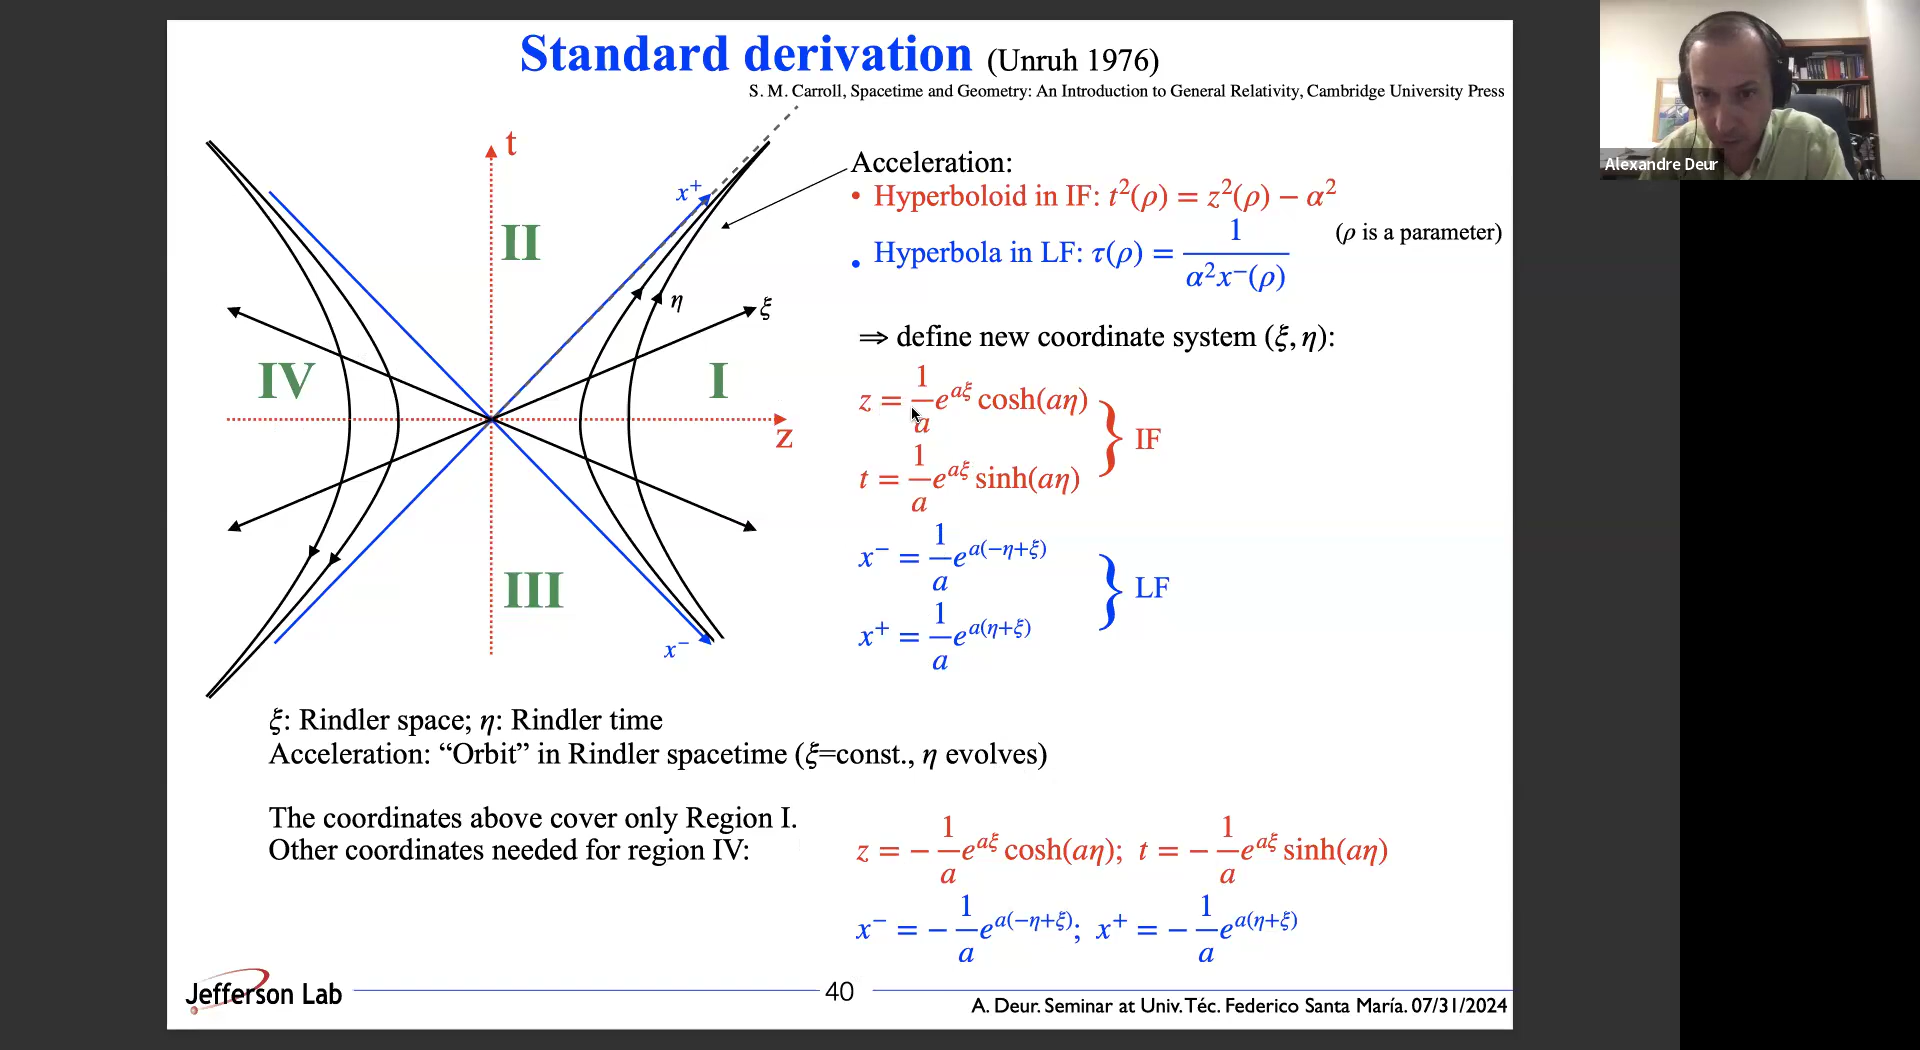 Standard derivation (Unruh 1976)
S. M. Carroll, Spacetime and Geometry: An Introduction to General Relativity, Cambridge University Press
Alexandre Deur
t
x⁺
II
η
ξ
IV
I
z
III
x⁻
Acceleration:
• Hyperboloid in IF: t²(ρ) = z²(ρ) − α²
• Hyperbola in LF: τ(ρ) = 1/(α²x⁻(ρ))
(ρ is a parameter)
⇒ define new coordinate system (ξ, η):
z = 1/a e^{aξ} cosh(aη)
t = 1/a e^{aξ} sinh(aη)
} IF
x⁻ = 1/a e^{a(−η+ξ)}
x⁺ = 1/a e^{a(η+ξ)}
} LF
ξ: Rindler space; η: Rindler time
Acceleration: “Orbit” in Rindler spacetime (ξ=const., η evolves)
The coordinates above cover only Region I.
Other coordinates needed for region IV:
z = − 1/a e^{aξ} cosh(aη); t = − 1/a e^{aξ} sinh(aη)
x⁻ = − 1/a e^{a(−η+ξ)}; x⁺ = − 1/a e^{a(η+ξ)}
Jefferson Lab
40
A. Deur. Seminar at Univ. Téc. Federico Santa María. 07/31/2024